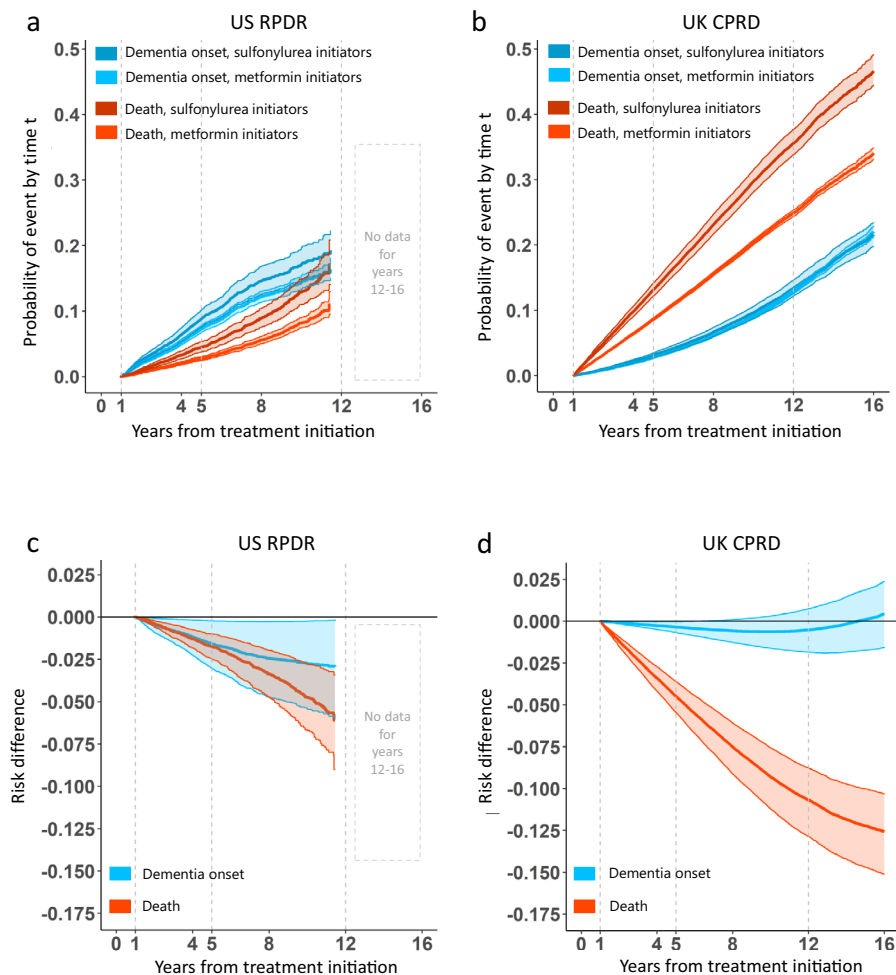 a
US RPDR
Probability of event by time t
0.5
0.4
0.3
0.2
0.1
0.0
Dementia onset, sulfonylurea initiators
Dementia onset, metformin initiators
Death, sulfonylurea initiators
Death, metformin initiators
No data
for
years
12-16
0 1 4 5 8 12 16
Years from treatment initiation
b
UK CPRD
Probability of event by time t
0.5
0.4
0.3
0.2
0.1
0.0
Dementia onset, sulfonylurea initiators
Dementia onset, metformin initiators
Death, sulfonylurea initiators
Death, metformin initiators
0 1 4 5 8 12 16
Years from treatment initiation
c
US RPDR
Risk difference
0.025
0.000
-0.025
-0.050
-0.075
-0.100
-0.125
-0.150
-0.175
No data
for
years
12-16
Dementia onset
Death
0 1 4 5 8 12 16
Years from treatment initiation
d
UK CPRD
Risk difference
0.025
0.000
-0.025
-0.050
-0.075
-0.100
-0.125
-0.150
-0.175
Dementia onset
Death
0 1 4 5 8 12 16
Years from treatment initiation